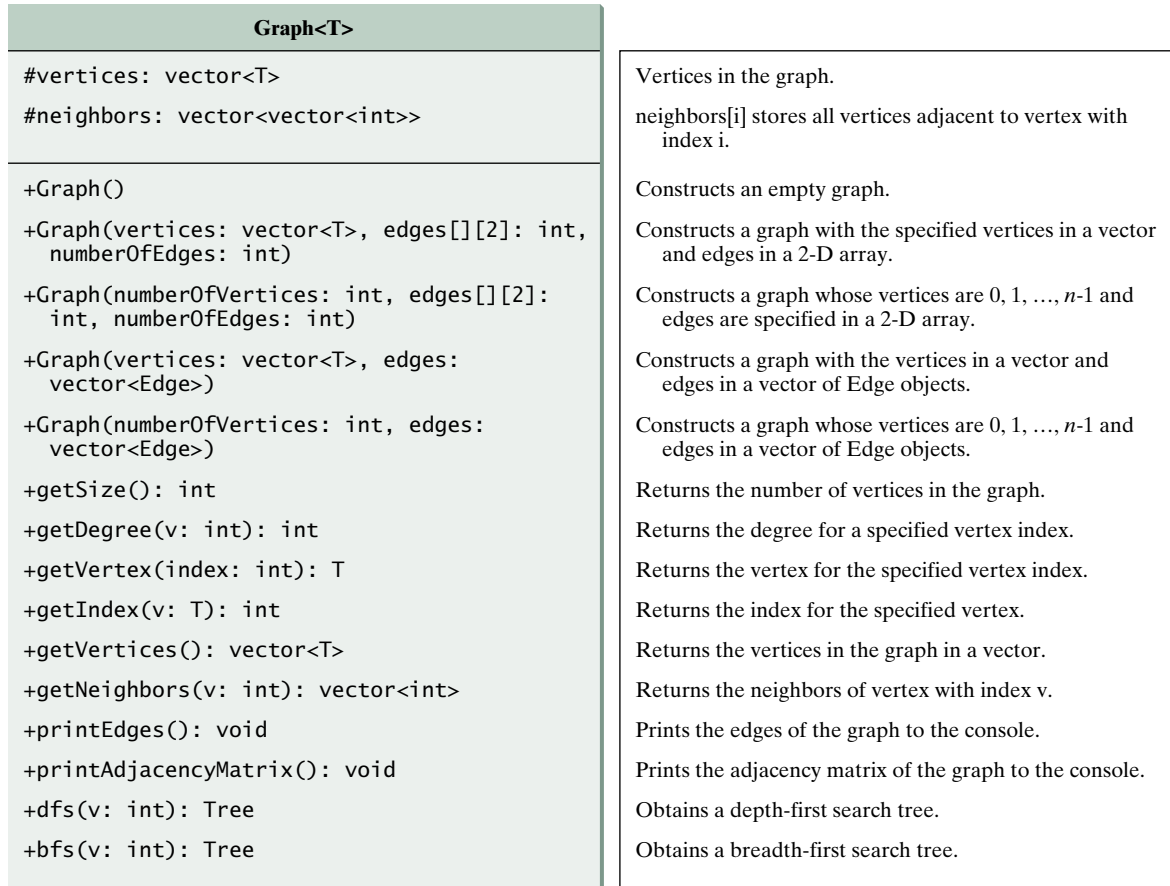 Graph<T>
#vertices: vector<T>
Vertices in the graph.
#neighbors: vector<vector<int>>
neighbors[i] stores all vertices adjacent to vertex with
index i.
+Graph()
Constructs an empty graph.
+Graph(vertices: vector<T>, edges[][2]: int,
numberOfEdges: int)
Constructs a graph with the specified vertices in a vector
and edges in a 2-D array.
+Graph(numberOfVertices: int, edges[][2]:
int, numberOfEdges: int)
Constructs a graph whose vertices are 0, 1, …, n-1 and
edges are specified in a 2-D array.
+Graph(vertices: vector<T>, edges:
vector<Edge>)
Constructs a graph with the vertices in a vector and
edges in a vector of Edge objects.
+Graph(numberOfVertices: int, edges:
vector<Edge>)
Constructs a graph whose vertices are 0, 1, …, n-1 and
edges in a vector of Edge objects.
+getSize(): int
Returns the number of vertices in the graph.
+getDegree(v: int): int
Returns the degree for a specified vertex index.
+getVertex(index: int): T
Returns the vertex for the specified vertex index.
+getIndex(v: T): int
Returns the index for the specified vertex.
+getVertices(): vector<T>
Returns the vertices in the graph in a vector.
+getNeighbors(v: int): vector<int>
Returns the neighbors of vertex with index v.
+printEdges(): void
Prints the edges of the graph to the console.
+printAdjacencyMatrix(): void
Prints the adjacency matrix of the graph to the console.
+dfs(v: int): Tree
Obtains a depth-first search tree.
+bfs(v: int): Tree
Obtains a breadth-first search tree.